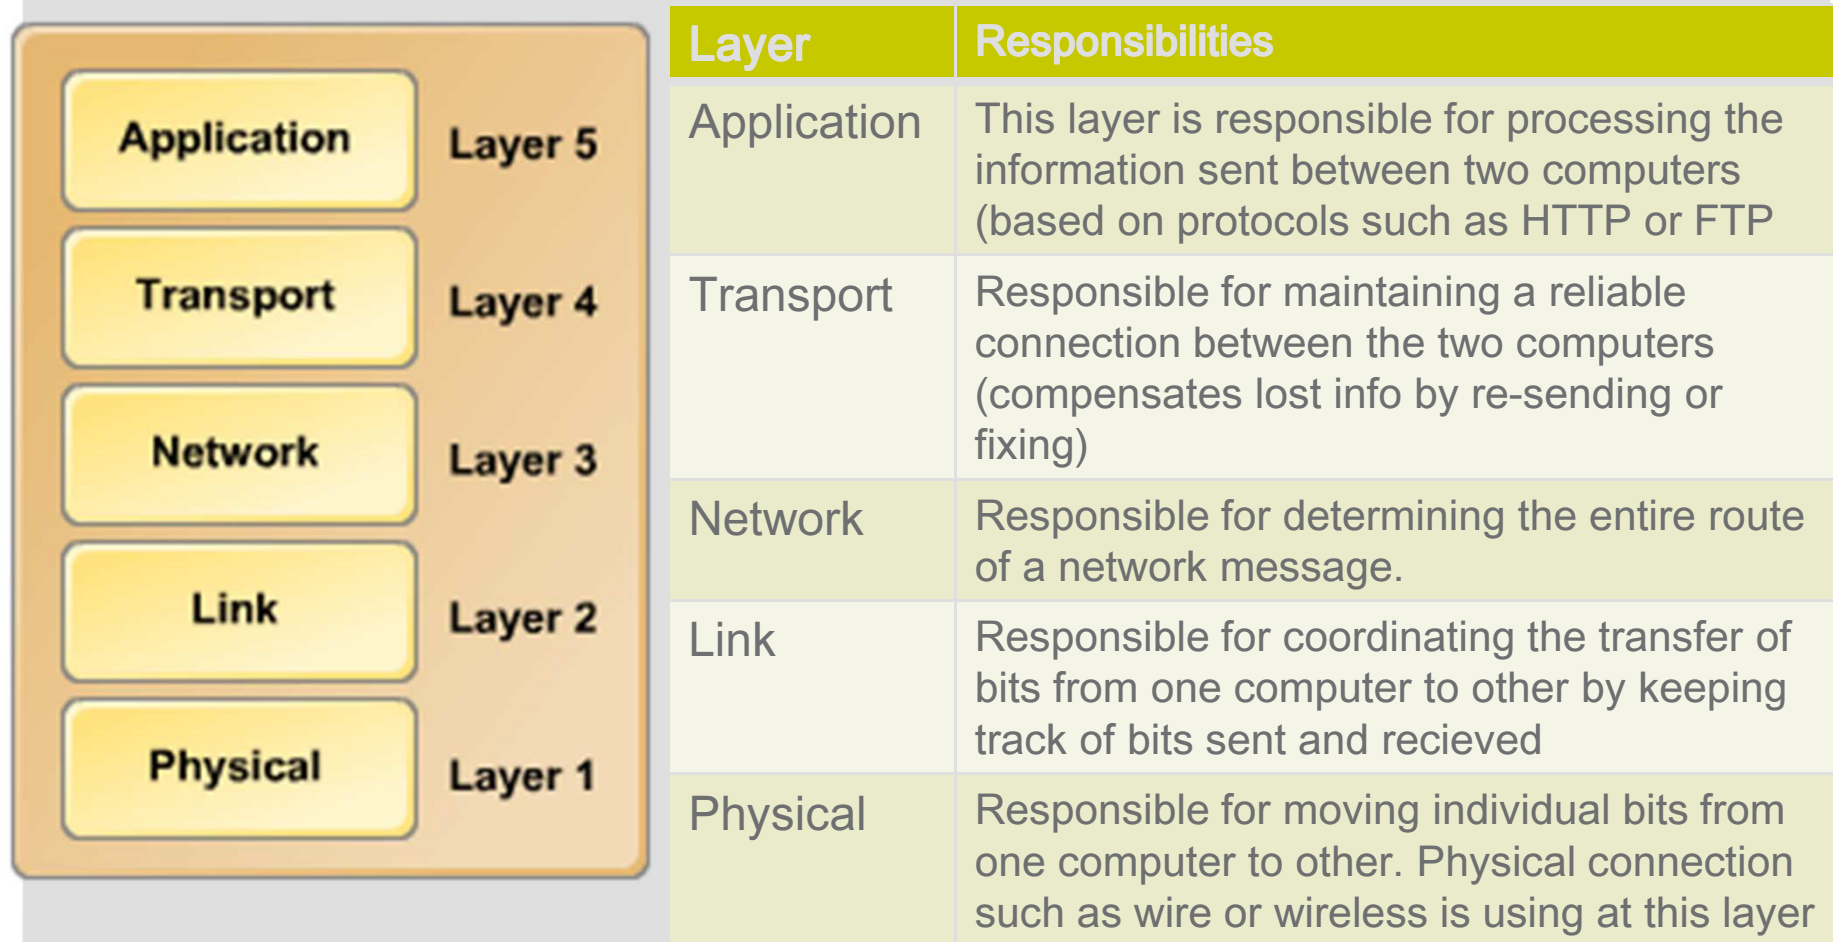 Application Layer 5
Transport Layer 4
Network Layer 3
Link Layer 2
Physical Layer 1
Layer Responsibilities
Application This layer is responsible for processing the
information sent between two computers
(based on protocols such as HTTP or FTP
Transport Responsible for maintaining a reliable
connection between the two computers
(compensates lost info by re-sending or
fixing)
Network Responsible for determining the entire route
of a network message.
Link Responsible for coordinating the transfer of
bits from one computer to other by keeping
track of bits sent and recieved
Physical Responsible for moving individual bits from
one computer to other. Physical connection
such as wire or wireless is using at this layer